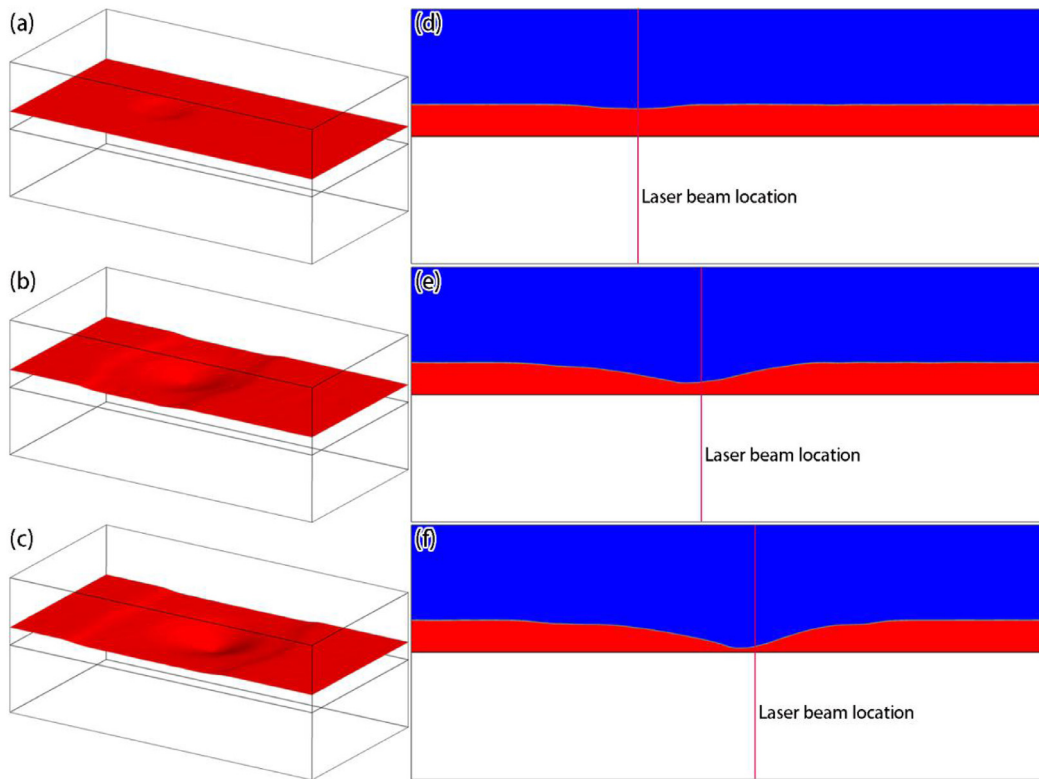 (a)
(d)
Laser beam location
(b)
(e)
Laser beam location
(c)
(f)
Laser beam location